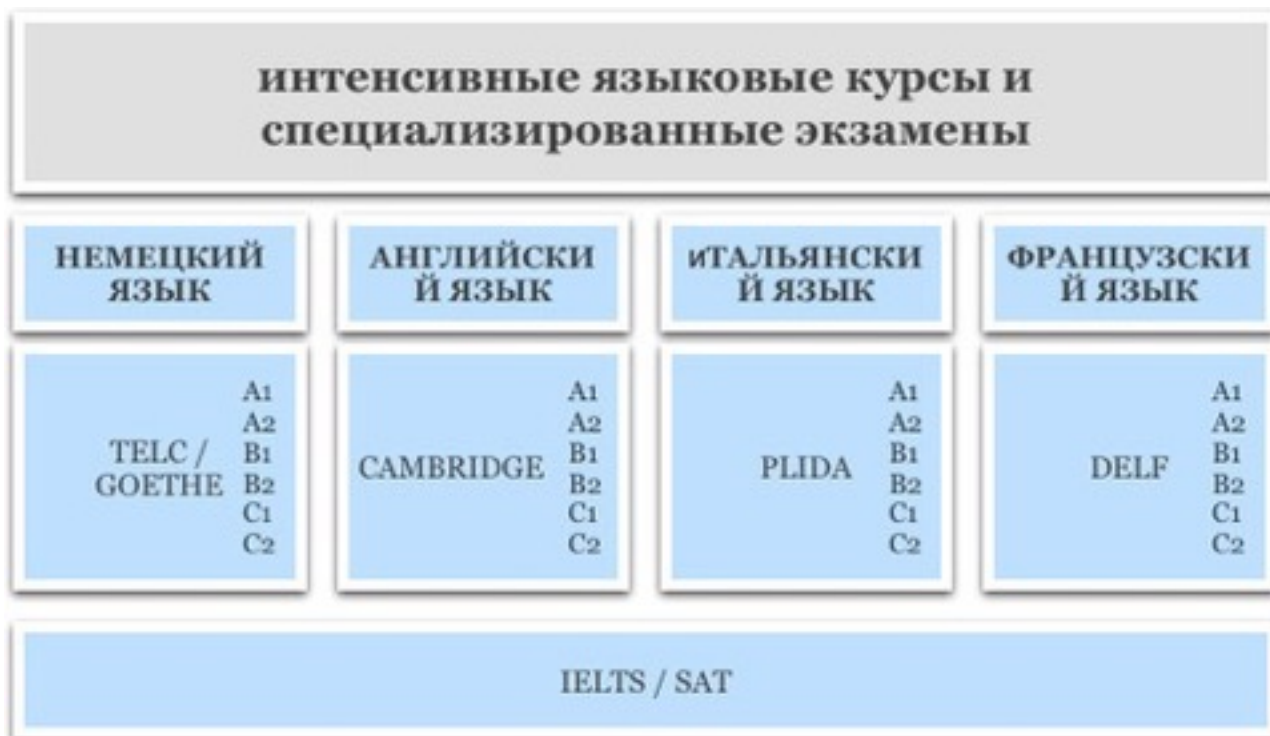 интенсивные языковые курсы и
специализированные экзамены
НЕМЕЦКИЙ
ЯЗЫК
АНГЛИЙСКИ
Й ЯЗЫК
иТАЛЬЯНСКИ
Й ЯЗЫК
ФРАНЦУЗСКИ
Й ЯЗЫК
TELC /
GOETHE
A1
A2
B1
B2
C1
C2
CAMBRIDGE
A1
A2
B1
B2
C1
C2
PLIDA
A1
A2
B1
B2
C1
C2
DELF
A1
A2
B1
B2
C1
C2
IELTS / SAT